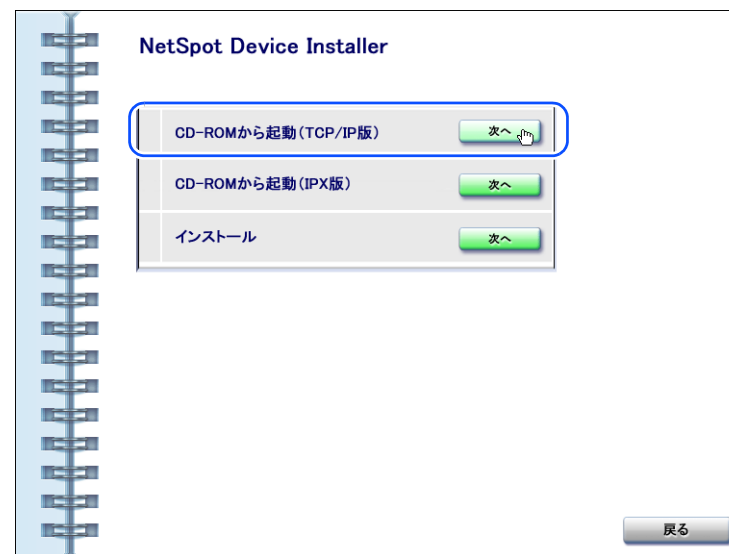 NetSpot Device Installer
CD-ROMから起動(TCP/IP版) 次へ
CD-ROMから起動(IPX版) 次へ
インストール 次へ
戻る